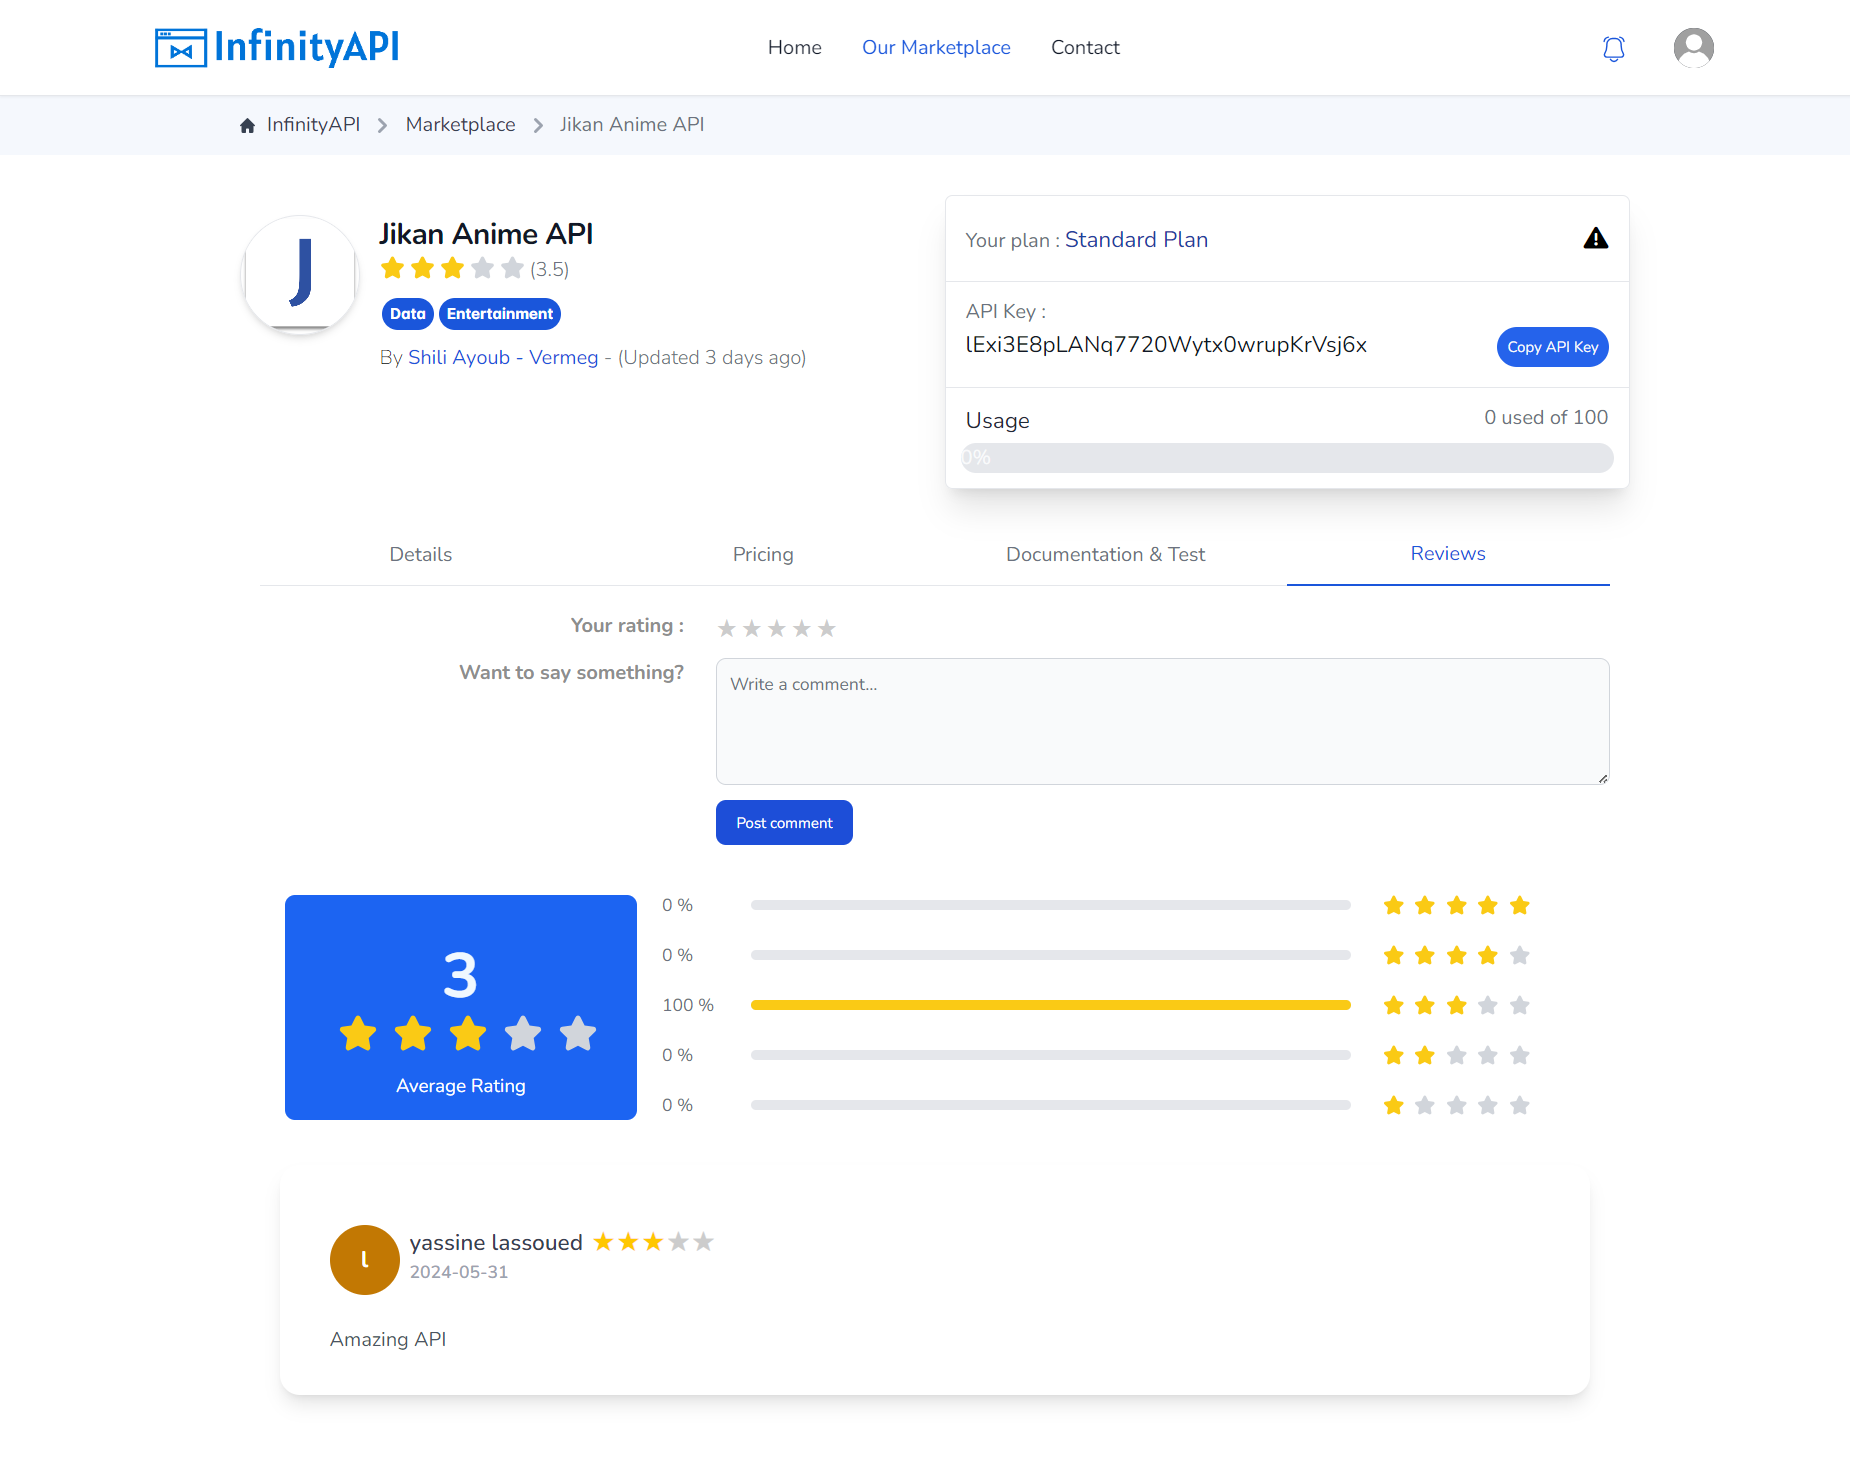 InfinityAPI
Home Our Marketplace Contact
InfinityAPI Marketplace Jikan Anime API
J
Jikan Anime API
(3.5)
Data Entertainment
By Shili Ayoub - Vermeg - (Updated 3 days ago)
Your plan : Standard Plan
API Key :
lExi3E8pLANq7720Wytx0wrupKrVsj6x
Copy API Key
Usage 0 used of 100
0%
Details Pricing Documentation & Test Reviews
Your rating :
Want to say something?
Write a comment...
Post comment
3
Average Rating
0 %
0 %
100 %
0 %
0 %
l
yassine lassoued
2024-05-31
Amazing API